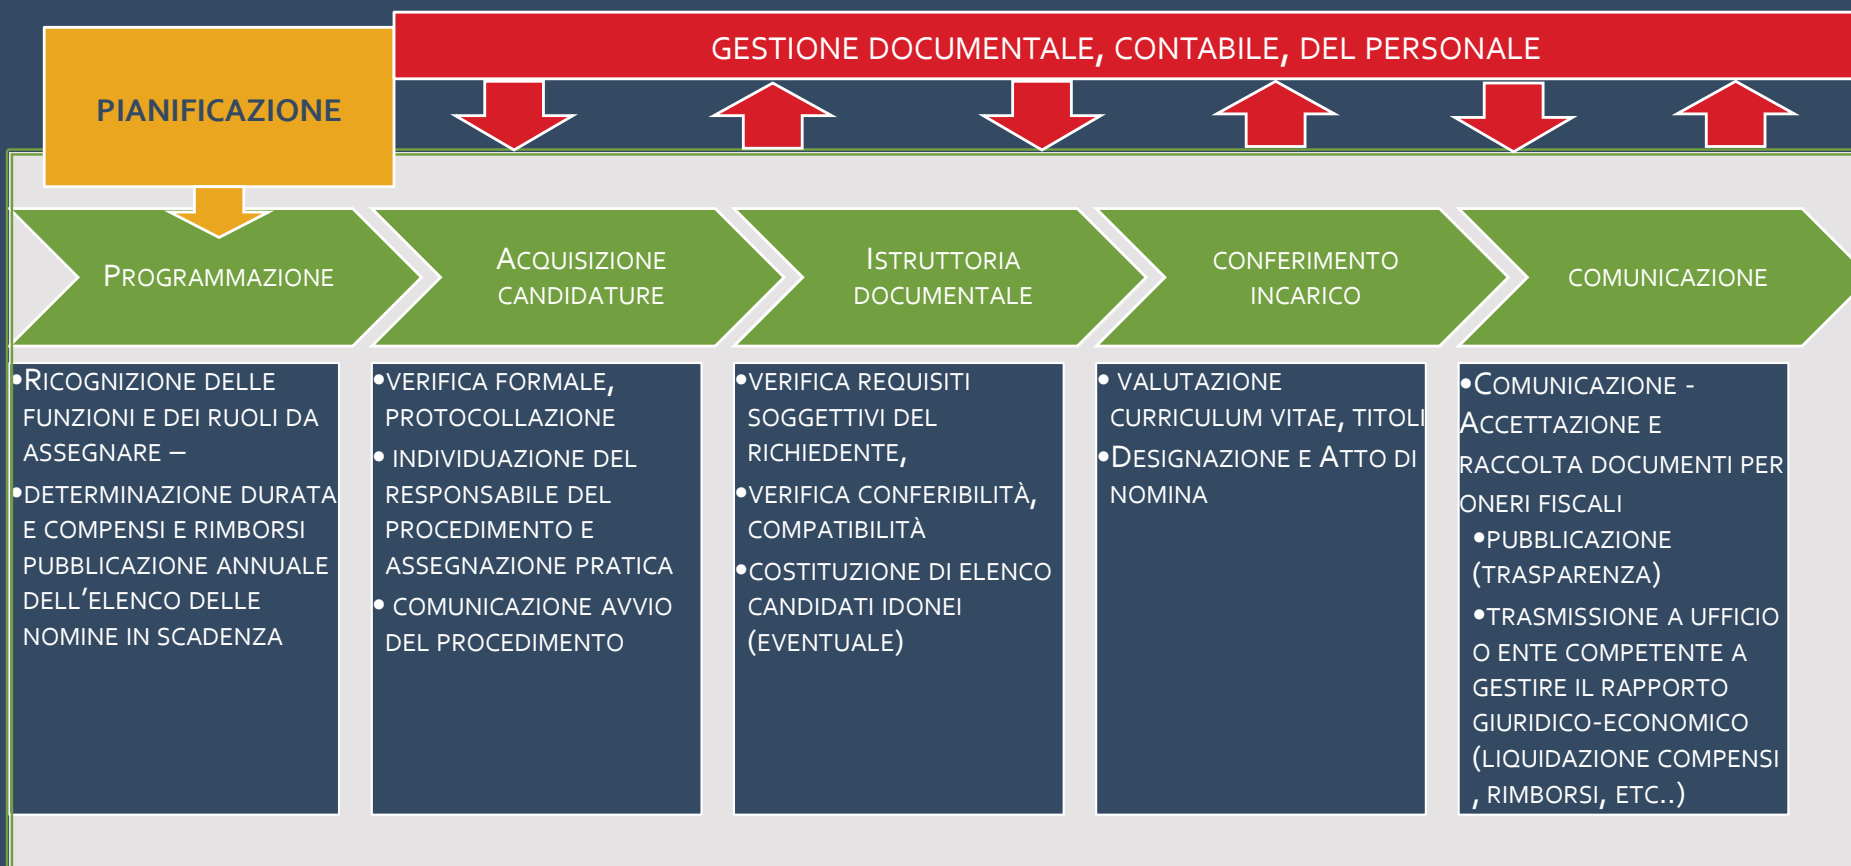 GESTIONE DOCUMENTALE, CONTABILE, DEL PERSONALE
PIANIFICAZIONE
PROGRAMMAZIONE
ACQUISIZIONE
CANDIDATURE
ISTRUTTORIA
DOCUMENTALE
CONFERIMENTO
INCARICO
COMUNICAZIONE
•RICOGNIZIONE DELLE
FUNZIONI E DEI RUOLI DA
ASSEGNARE –
•DETERMINAZIONE DURATA
E COMPENSI E RIMBORSI
PUBBLICAZIONE ANNUALE
DELL'ELENCO DELLE
NOMINE IN SCADENZA
•VERIFICA FORMALE,
PROTOCOLLAZIONE
• INDIVIDUAZIONE DEL
RESPONSABILE DEL
PROCEDIMENTO E
ASSEGNAZIONE PRATICA
• COMUNICAZIONE AVVIO
DEL PROCEDIMENTO
•VERIFICA REQUISITI
SOGGETTIVI DEL
RICHIEDENTE,
•VERIFICA CONFERIBILITÀ,
COMPATIBILITÀ
•COSTITUZIONE DI ELENCO
CANDIDATI IDONEI
(EVENTUALE)
• VALUTAZIONE
CURRICULUM VITAE, TITOLI
•DESIGNAZIONE E ATTO DI
NOMINA
•COMUNICAZIONE -
ACCETTAZIONE E
RACCOLTA DOCUMENTI PER
ONERI FISCALI
•PUBBLICAZIONE
(TRASPARENZA)
•TRASMISSIONE A UFFICIO
O ENTE COMPETENTE A
GESTIRE IL RAPPORTO
GIURIDICO-ECONOMICO
(LIQUIDAZIONE COMPENSI
, RIMBORSI, ETC..)